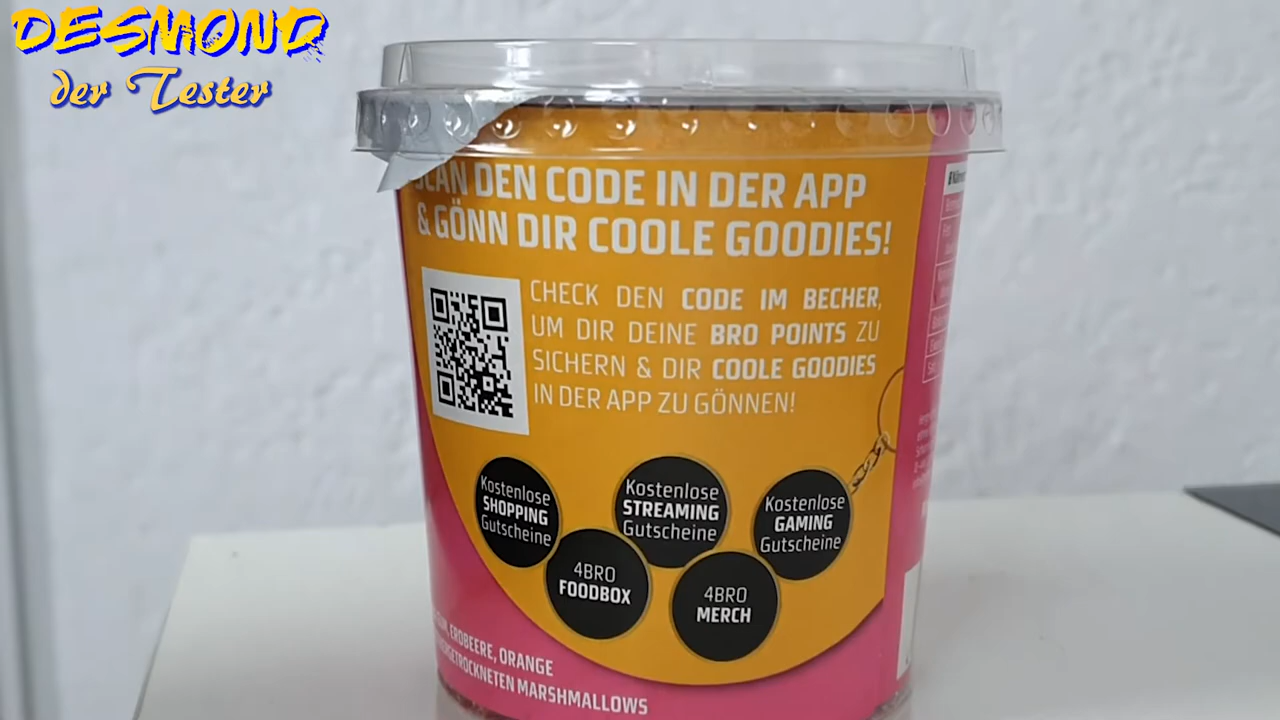 DESMOND
der Tester
SCAN DEN CODE IN DER APP
& GÖNN DIR COOLE GOODIES!
CHECK DEN CODE IM BECHER,
UM DIR DEINE BRO POINTS ZU
SICHERN & DIR COOLE GOODIES
IN DER APP ZU GÖNNEN!
Kostenlose
SHOPPING
Gutscheine
Kostenlose
STREAMING
Gutscheine
Kostenlose
GAMING
Gutscheine
4BRO
FOODBOX
4BRO
MERCH
ERDBEERE, ORANGE
MARSHMALLOWS